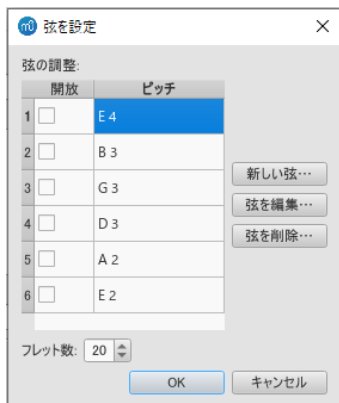 弦を設定
弦の調整:
開放 ピッチ
1 E 4
2 B 3
3 G 3
4 D 3
5 A 2
6 E 2
新しい弦…
弦を編集…
弦を削除…
フレット数: 20
OK キャンセル